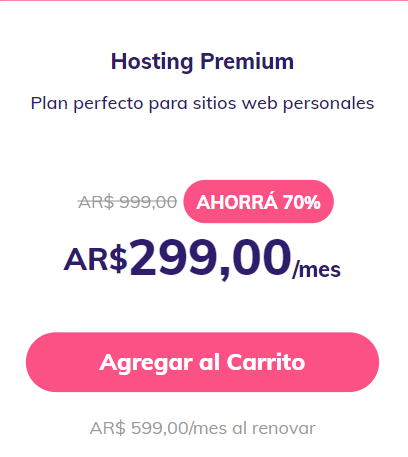 Hosting Premium
Plan perfecto para sitios web personales
AR$ 999,00 AHORRÁ 70%
AR$299,00/mes
Agregar al Carrito
AR$ 599,00/mes al renovar